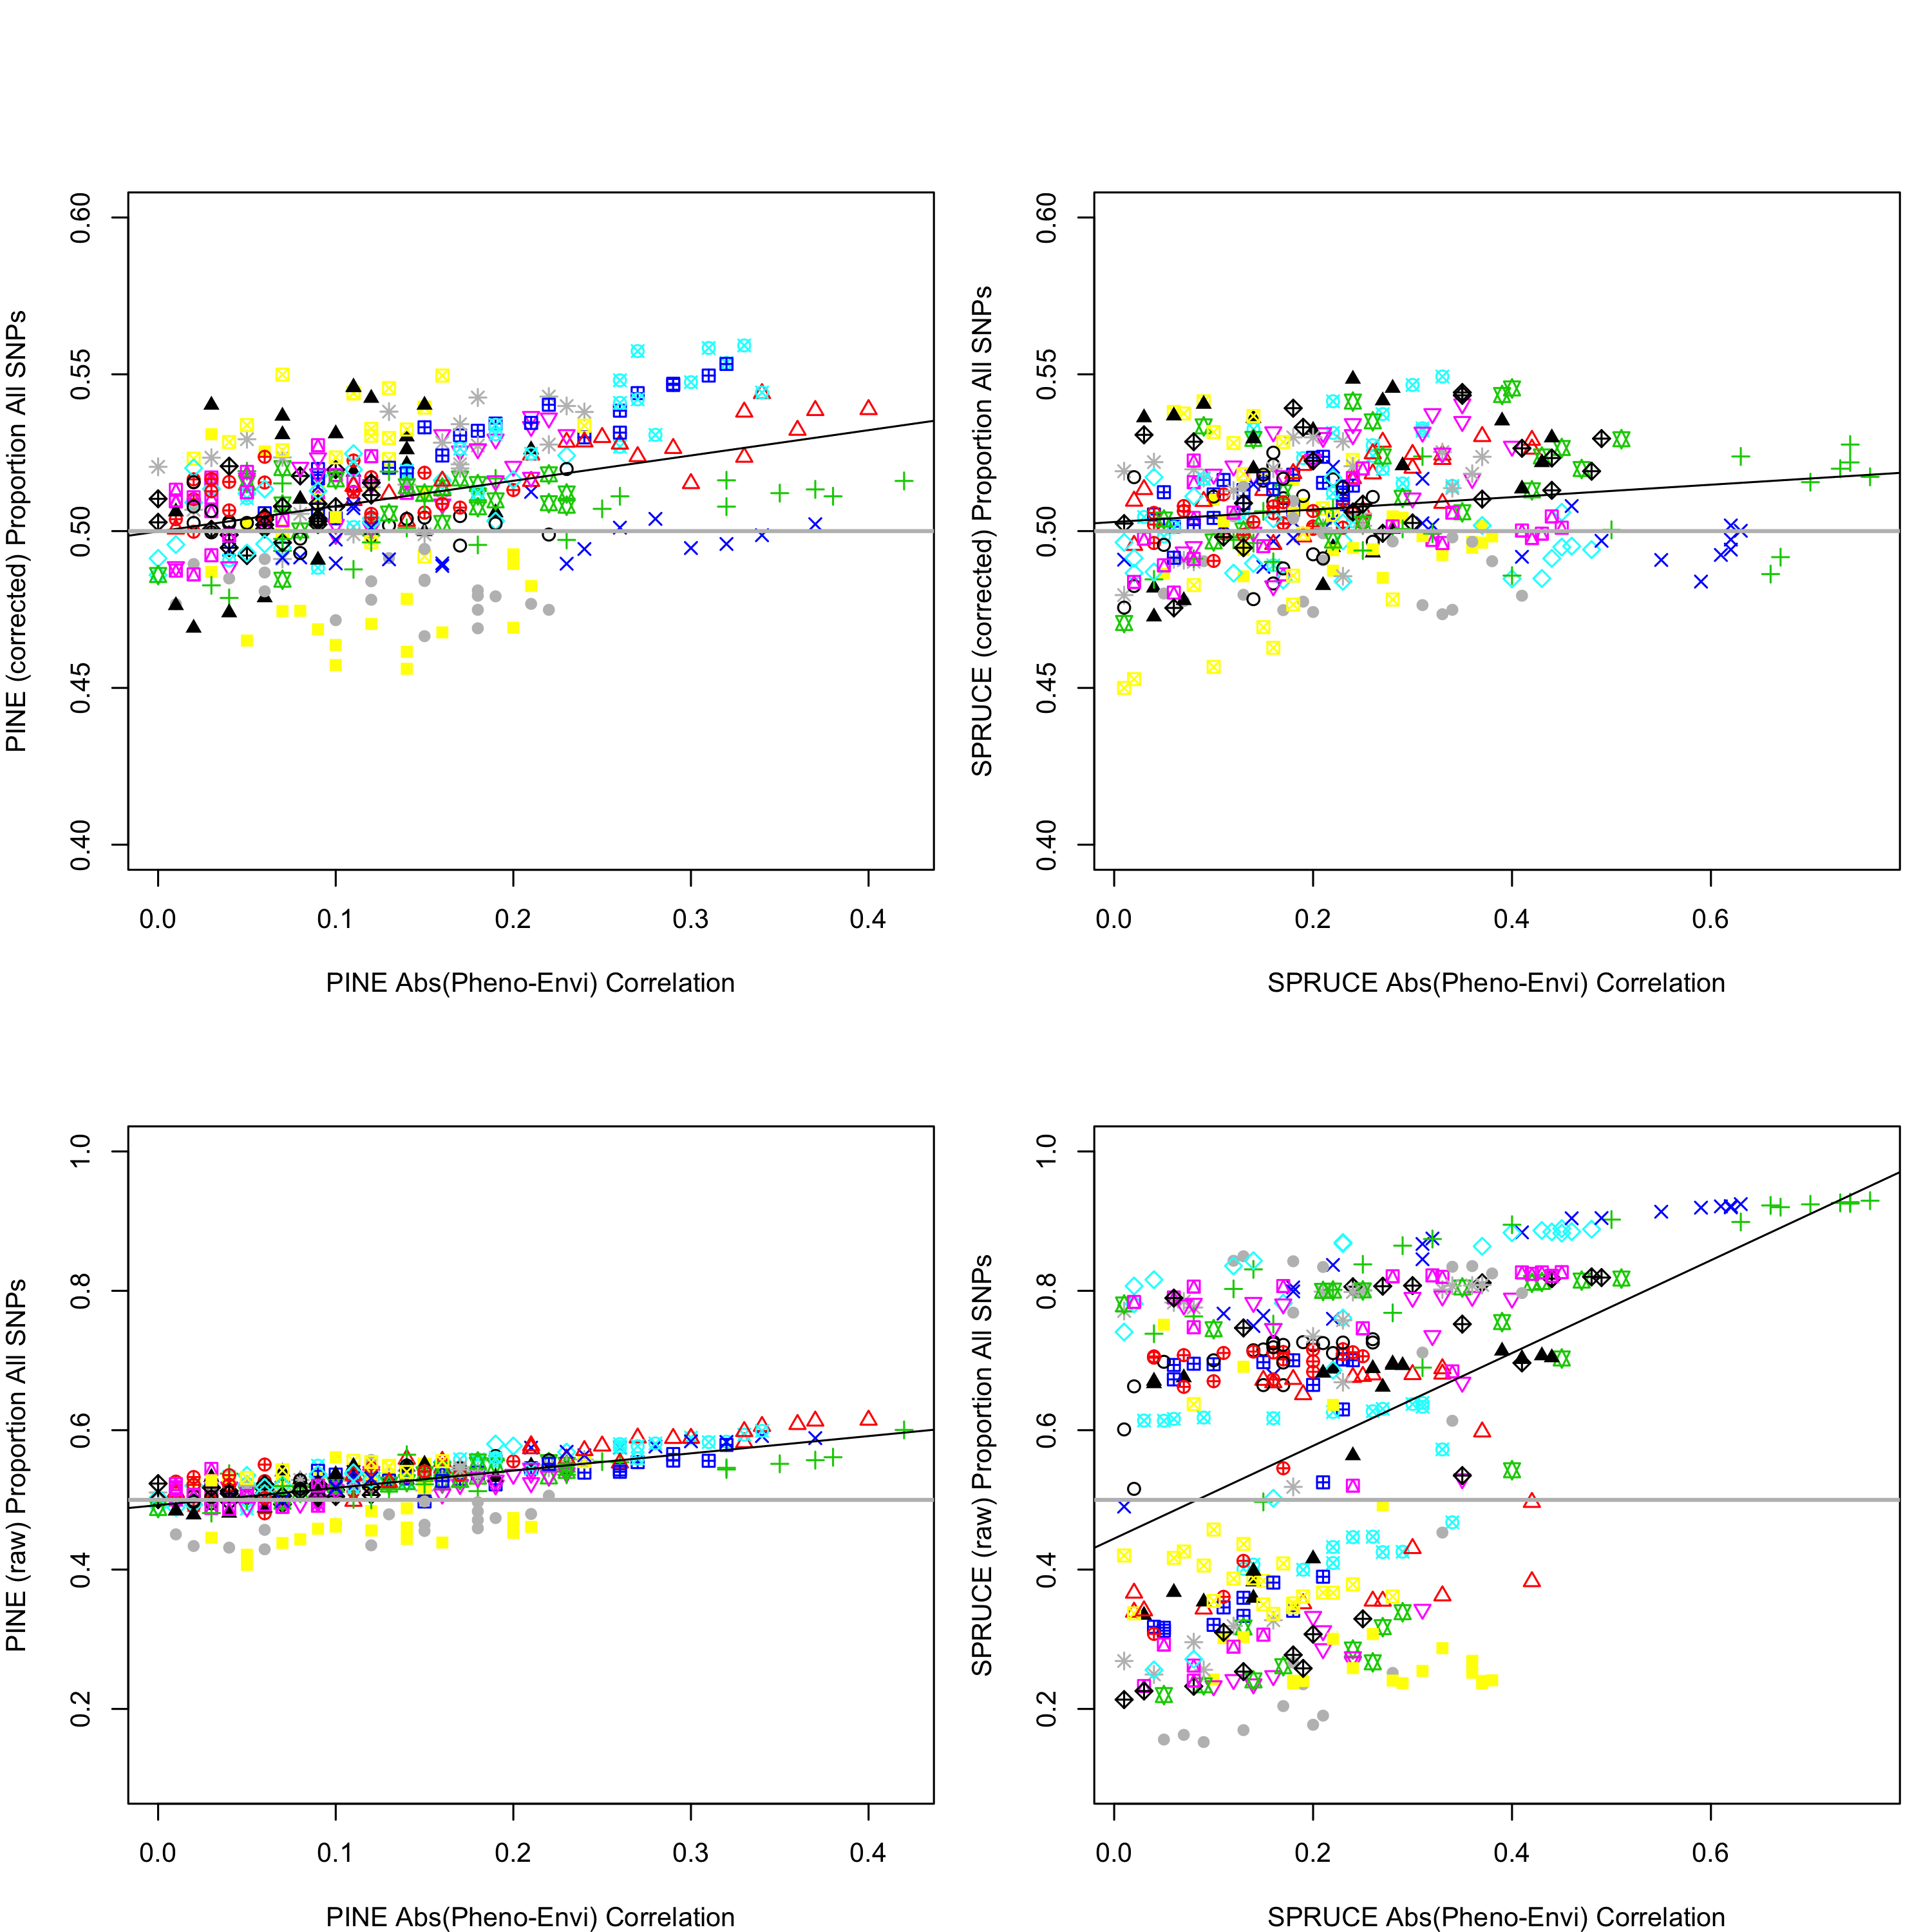 PINE (corrected) Proportion All SNPs
0.60
0.55
0.50
0.45
0.40
0.0 0.1 0.2 0.3 0.4
PINE Abs(Pheno-Envi) Correlation
SPRUCE (corrected) Proportion All SNPs
0.60
0.55
0.50
0.45
0.40
0.0 0.2 0.4 0.6
SPRUCE Abs(Pheno-Envi) Correlation
PINE (raw) Proportion All SNPs
1.0
0.8
0.6
0.4
0.2
0.0 0.1 0.2 0.3 0.4
PINE Abs(Pheno-Envi) Correlation
SPRUCE (raw) Proportion All SNPs
1.0
0.8
0.6
0.4
0.2
0.0 0.2 0.4 0.6
SPRUCE Abs(Pheno-Envi) Correlation